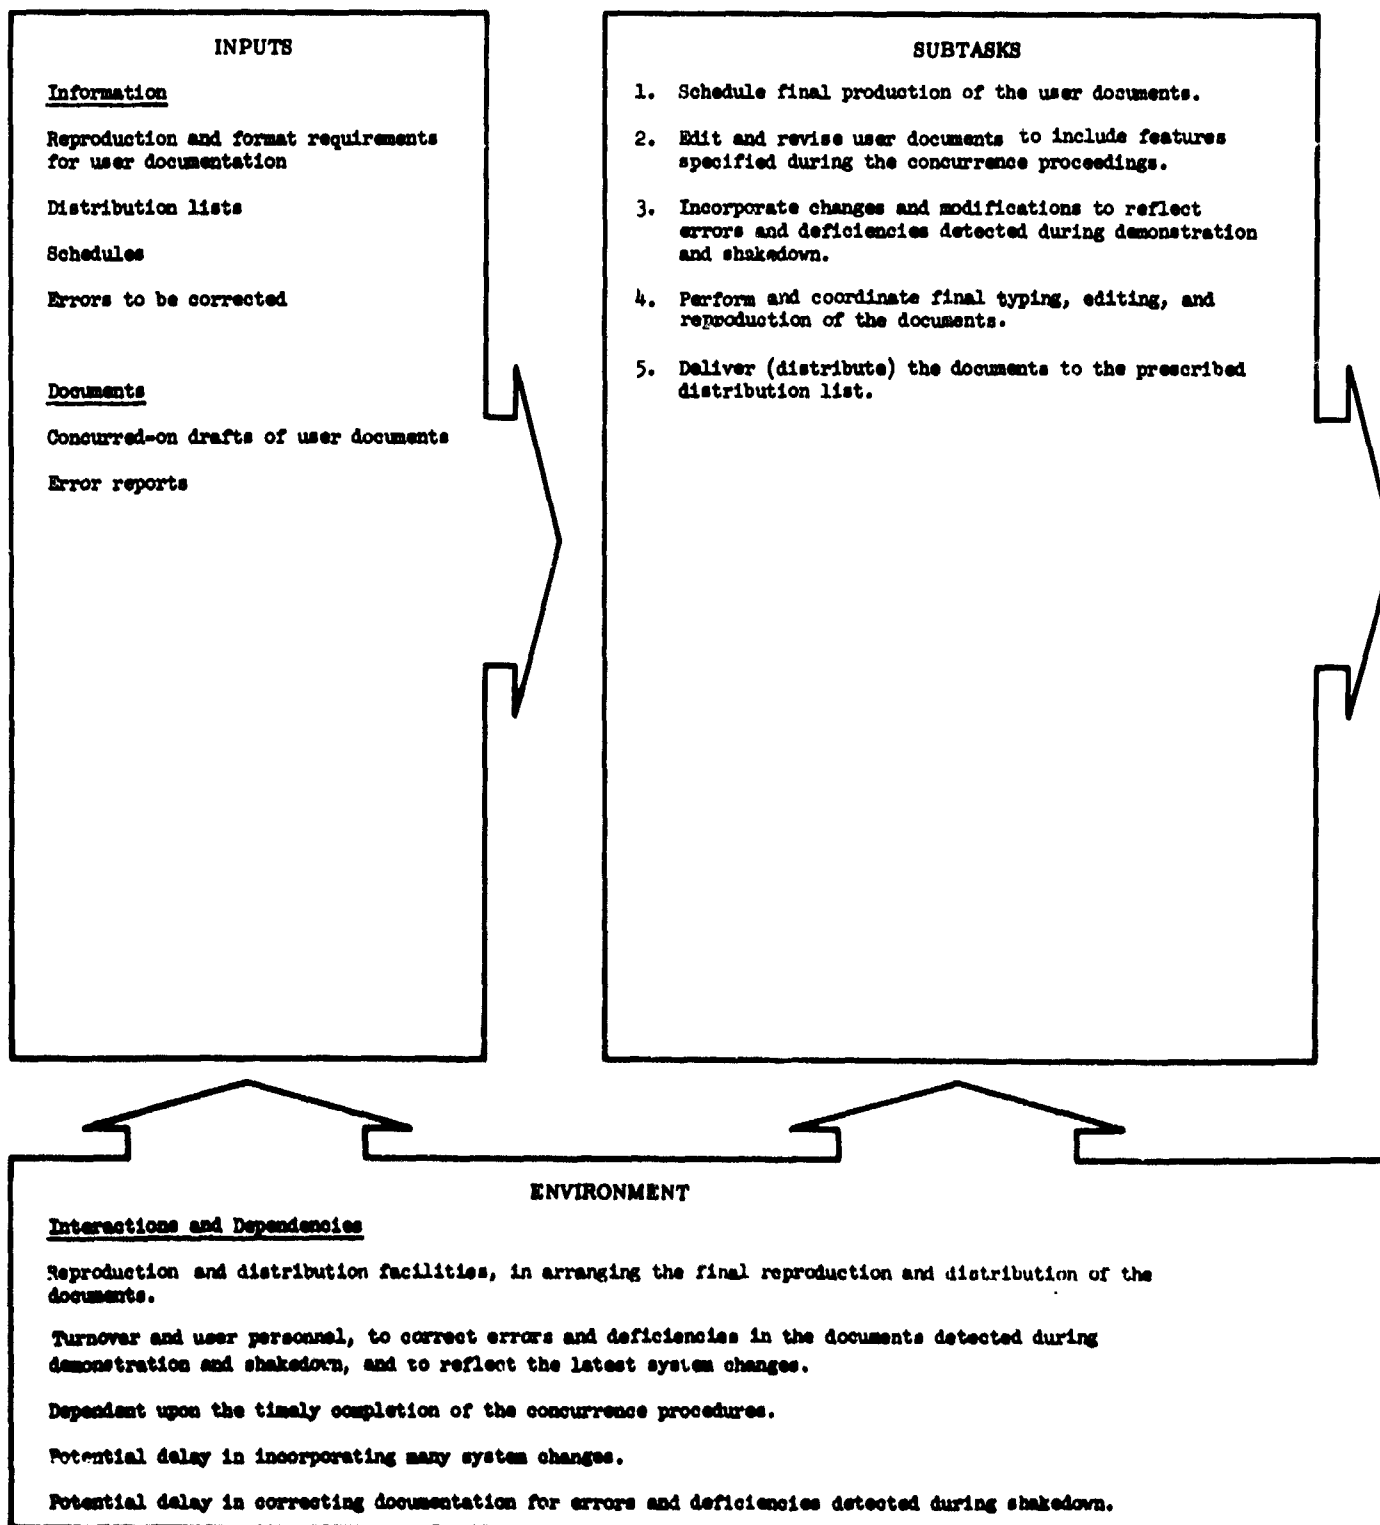 INPUTS
Information
Reproduction and format requirements
for user documentation
Distribution lists
Schedules
Errors to be corrected
Documents
Concurred-on drafts of user documents
Error reports
SUBTASKS
1. Schedule final production of the user documents.
2. Edit and revise user documents to include features
specified during the concurrence proceedings.
3. Incorporate changes and modifications to reflect
errors and deficiencies detected during demonstration
and shakedown.
4. Perform and coordinate final typing, editing, and
reproduction of the documents.
5. Deliver (distribute) the documents to the prescribed
distribution list.
ENVIRONMENT
Interactions and Dependencies
Reproduction and distribution facilities, in arranging the final reproduction and distribution of the
documents.
Turnover and user personnel, to correct errors and deficiencies in the documents detected during
demonstration and shakedown, and to reflect the latest system changes.
Dependent upon the timely completion of the concurrence procedures.
Potential delay in incorporating many system changes.
Potential delay in correcting documentation for errors and deficiencies detected during shakedown.